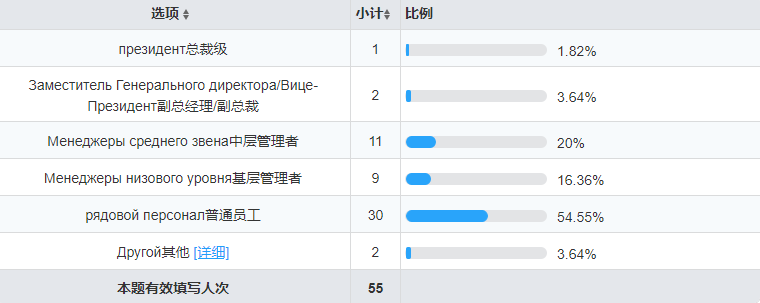 选项 小计 比例
президент总裁级 1 1.82%
Заместитель Генерального директора/Вице-
Президент副总经理/副总裁 2 3.64%
Менеджеры среднего звена中层管理者 11 20%
Менеджеры низового уровня基层管理者 9 16.36%
рядовой персонал普通员工 30 54.55%
Другой其他 [详细] 2 3.64%
本题有效填写人次 55